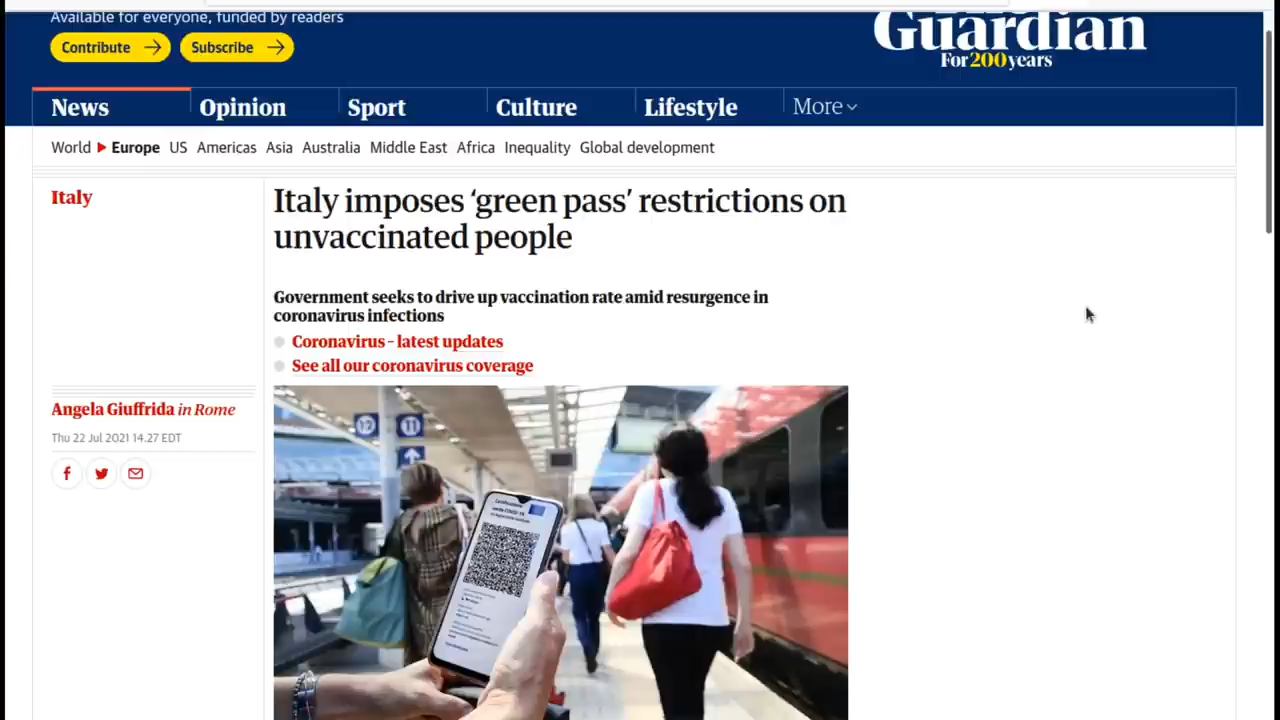 Available for everyone, funded by readers
Contribute
Subscribe
Guardian
For 200 years
News
Opinion
Sport
Culture
Lifestyle
More
World
Europe
US
Americas
Asia
Australia
Middle East
Africa
Inequality
Global development
Italy
Italy imposes ‘green pass’ restrictions on
unvaccinated people
Government seeks to drive up vaccination rate amid resurgence in
coronavirus infections
Coronavirus – latest updates
See all our coronavirus coverage
Angela Giuffrida in Rome
Thu 22 Jul 2021 14.27 EDT
12
11